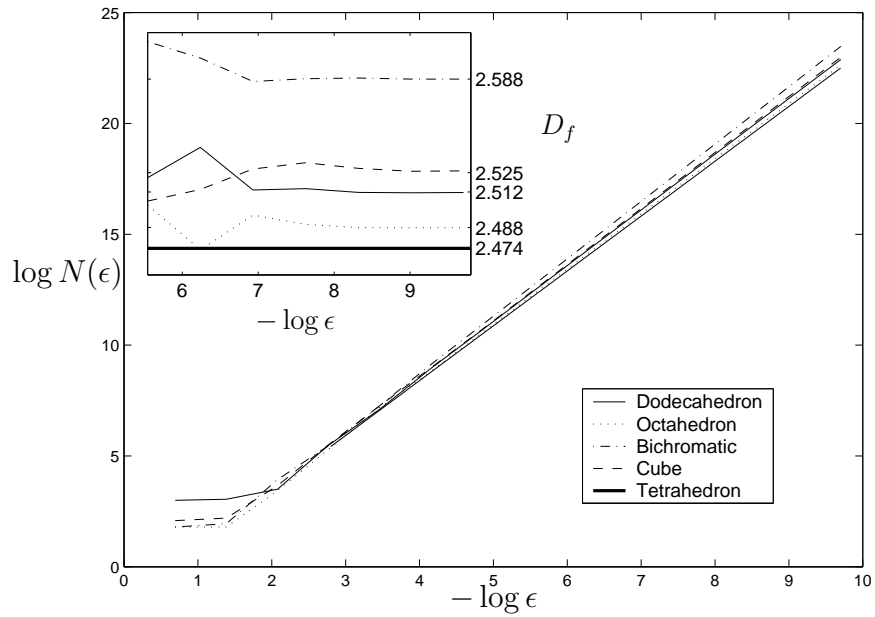 25
20
15
10
5
0
log N(ϵ)
0 1 2 3 4 5 6 7 8 9 10
− log ϵ
2.588
2.525
2.512
2.488
2.474
D_f
6 7 8 9
− log ϵ
Dodecahedron
Octahedron
Bichromatic
Cube
Tetrahedron